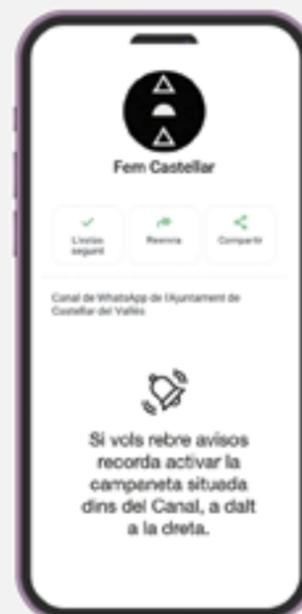 Fem Castellar
L'estàs
seguint
Reenvia
Compartir
Canal de WhatsApp de l'Ajuntament de
Castellar del Vallès
Si vols rebre avisos
recorda activar la
campaneta situada
dins del Canal, a dalt
a la dreta.